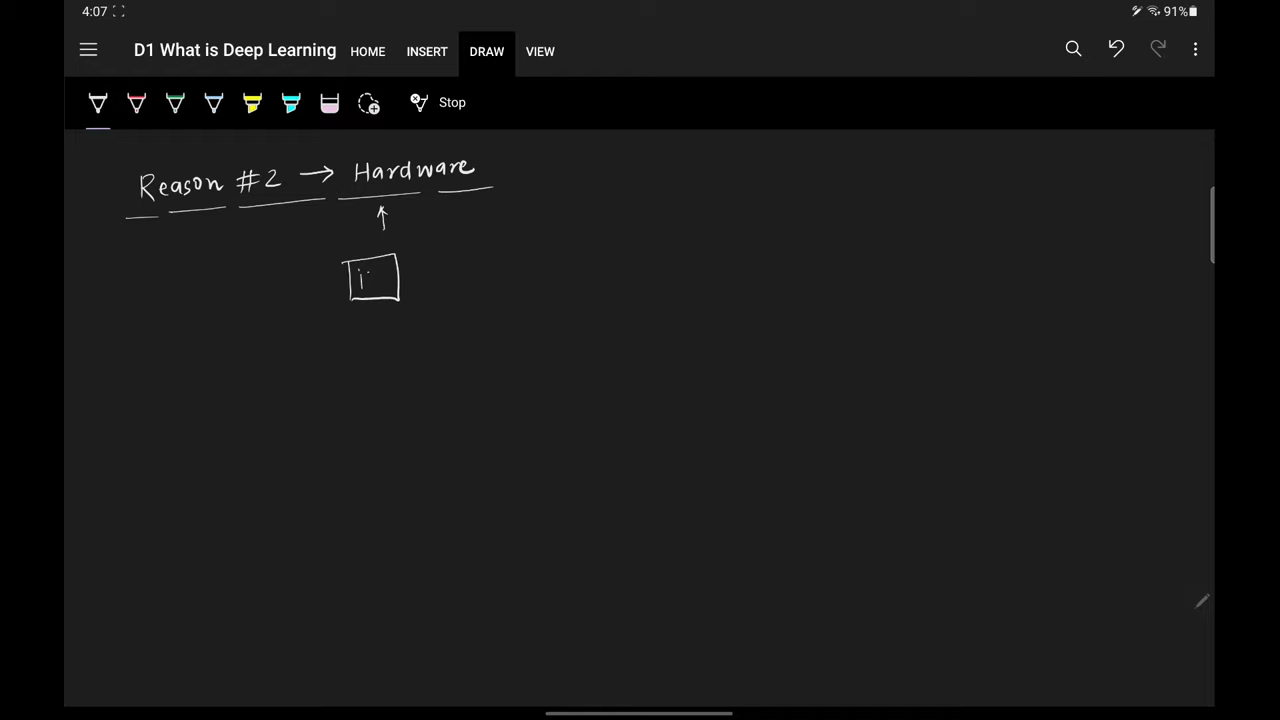 4:07 91%
D1 What is Deep Learning HOME INSERT DRAW VIEW
Stop
Reason #2 → Hardware
↑